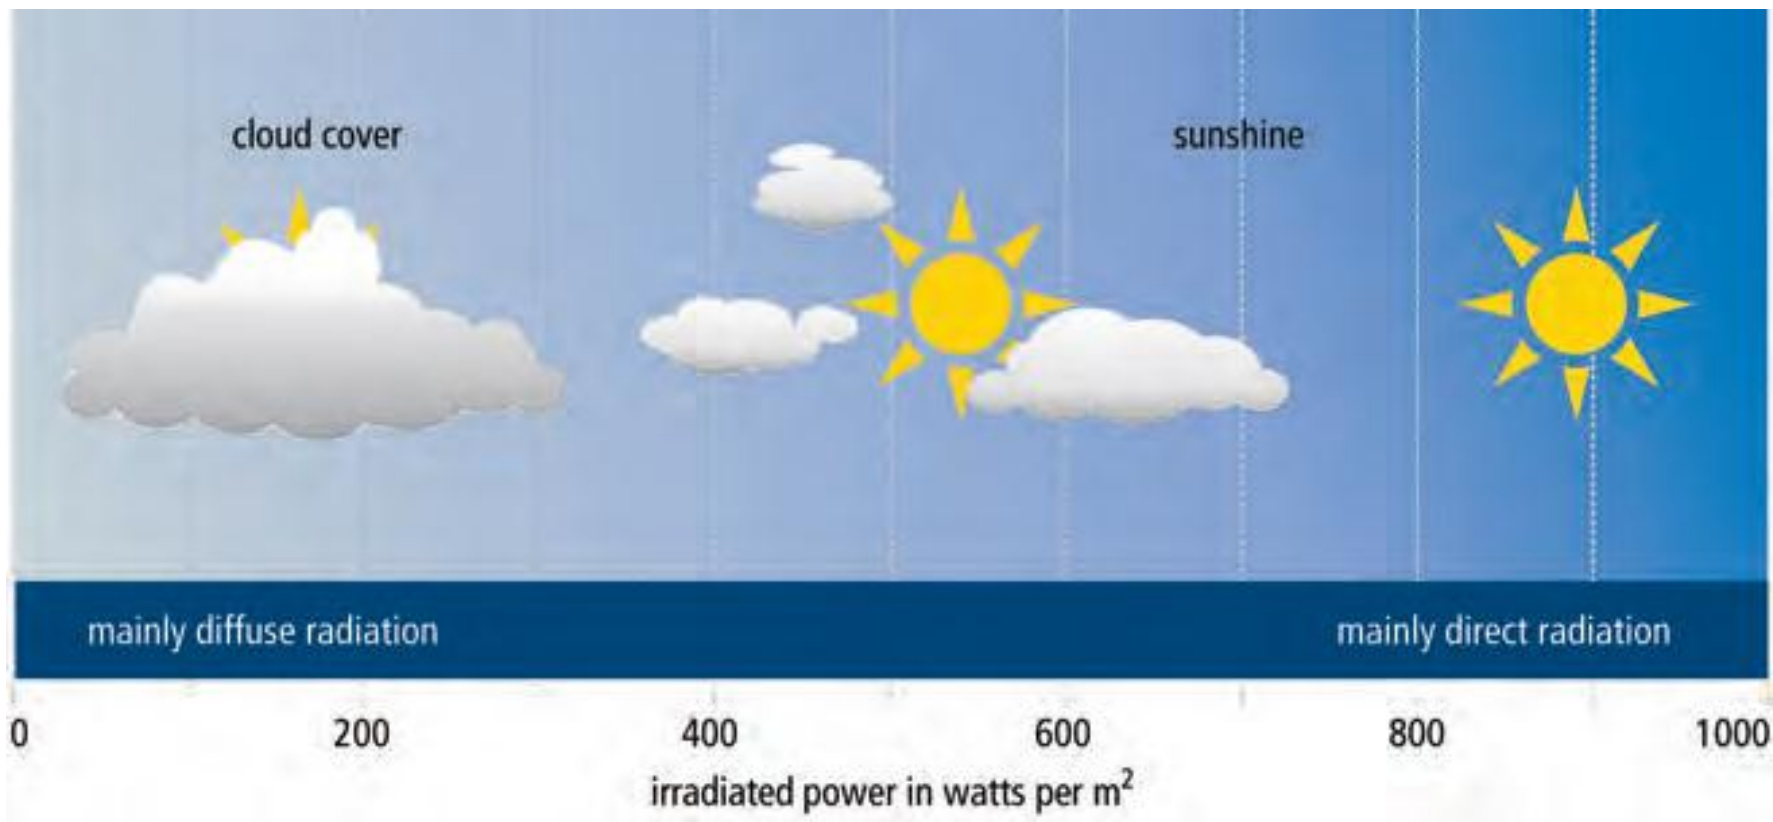 cloud cover
sunshine
mainly diffuse radiation
mainly direct radiation
0 200 400 600 800 1000
irradiated power in watts per m²